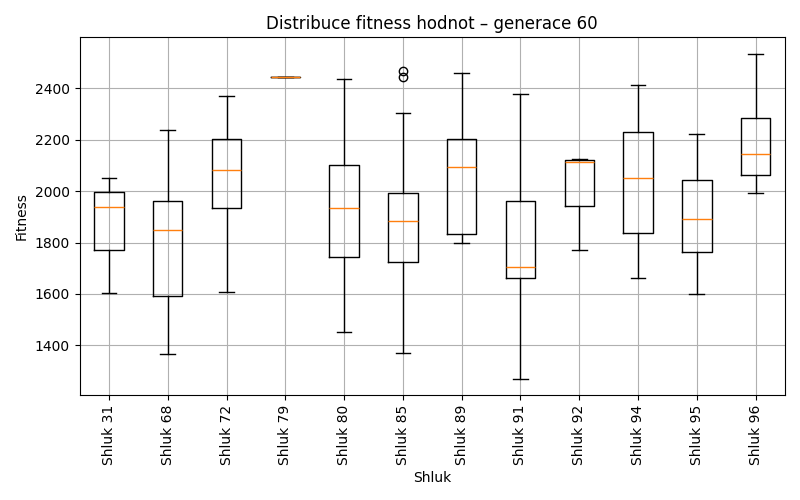 Distribuce fitness hodnot – generace 60
Fitness
2400
2200
2000
1800
1600
1400
Shluk 31
Shluk 68
Shluk 72
Shluk 79
Shluk 80
Shluk 85
Shluk 89
Shluk 91
Shluk 92
Shluk 94
Shluk 95
Shluk 96
Shluk